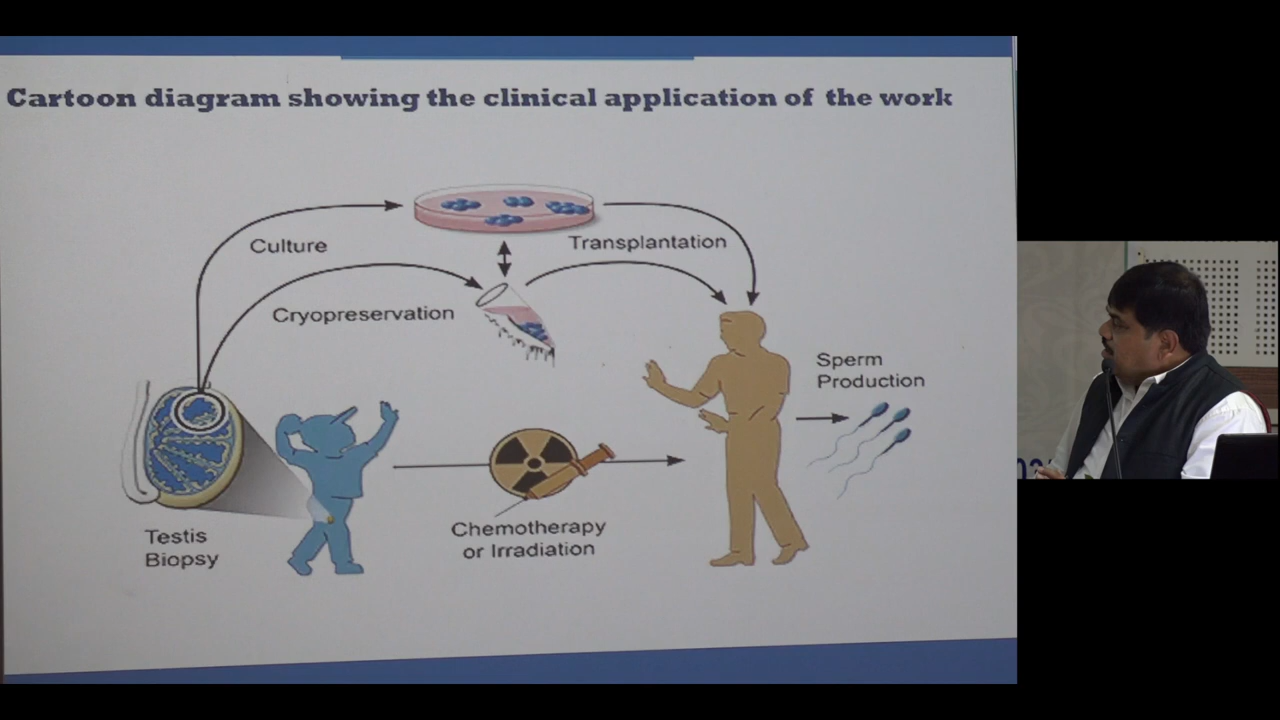 Cartoon diagram showing the clinical application of the work
Culture
Transplantation
Cryopreservation
Sperm
Production
Testis
Biopsy
Chemotherapy
or Irradiation